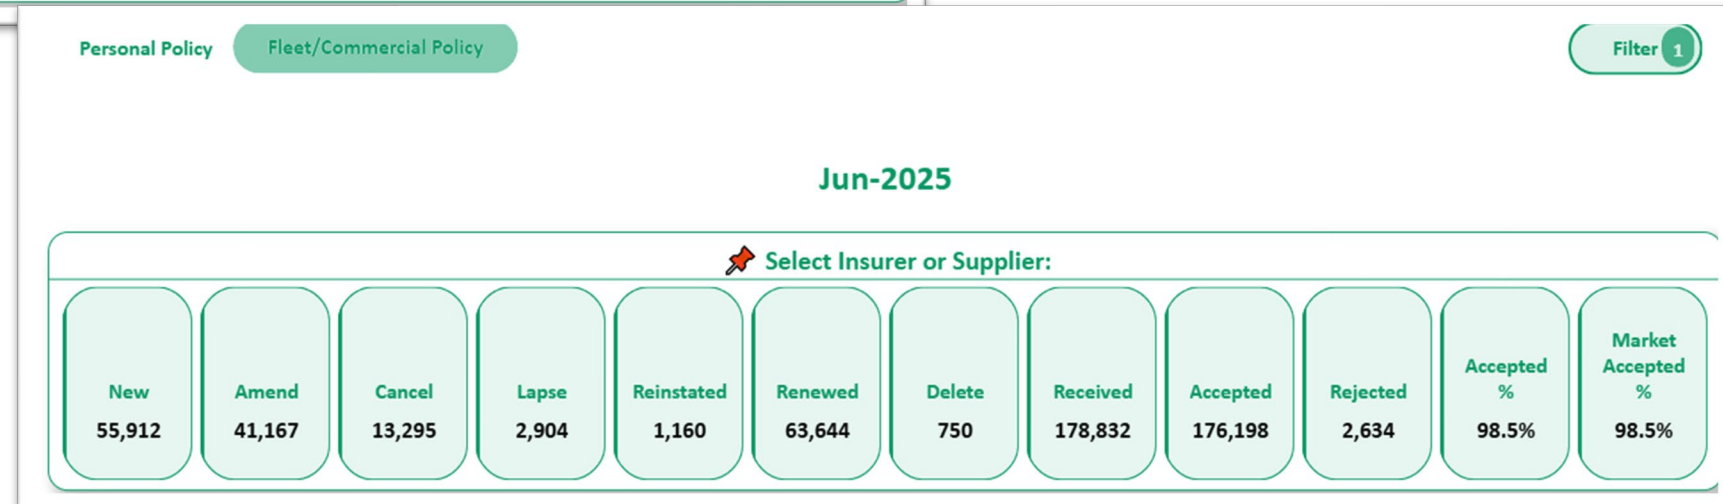 Personal Policy Fleet/Commercial Policy Filter 1
Jun-2025
Select Insurer or Supplier:
New Amend Cancel Lapse Reinstated Renewed Delete Received Accepted Rejected Accepted % Market Accepted %
55,912 41,167 13,295 2,904 1,160 63,644 750 178,832 176,198 2,634 98.5% 98.5%